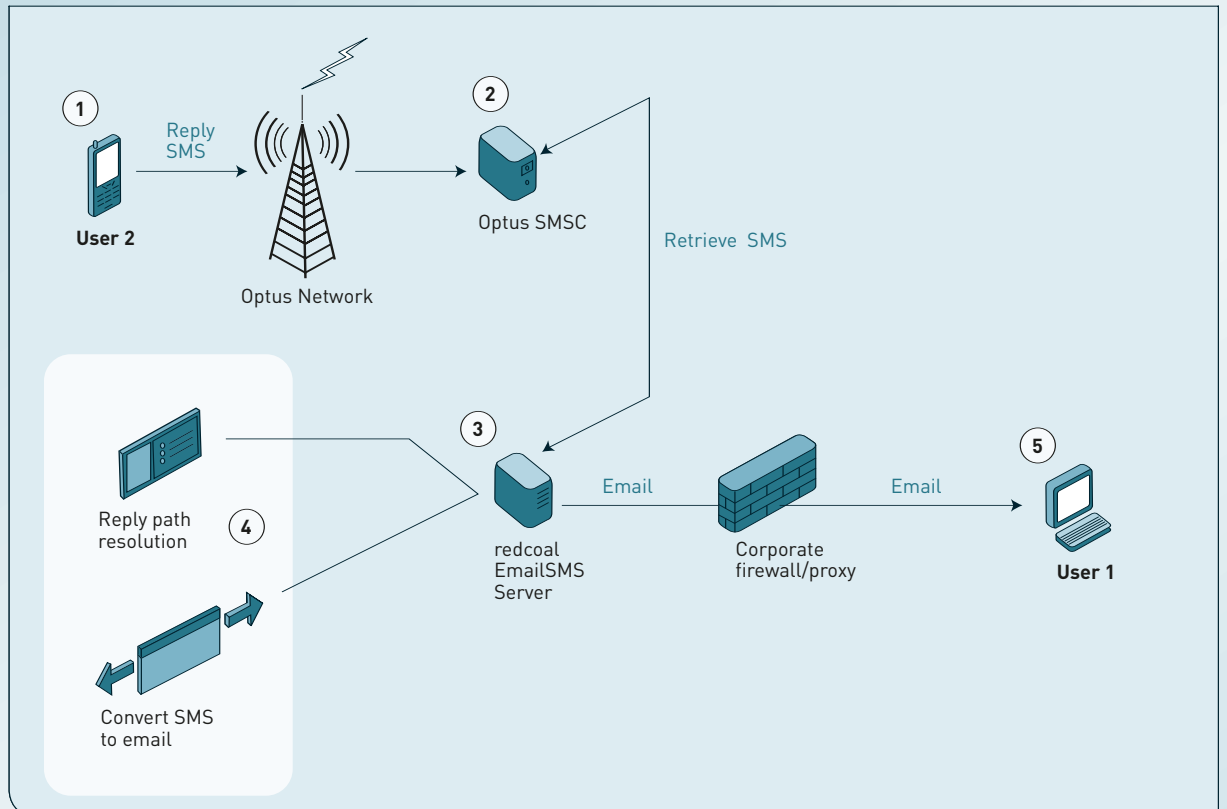 1
2
Reply
SMS
User 2
Optus SMSC
Retrieve SMS
Optus Network
3
5
Email
Email
Reply path
resolution
4
redcoal
EmailSMS
Server
Corporate
firewall/proxy
User 1
Convert SMS
to email